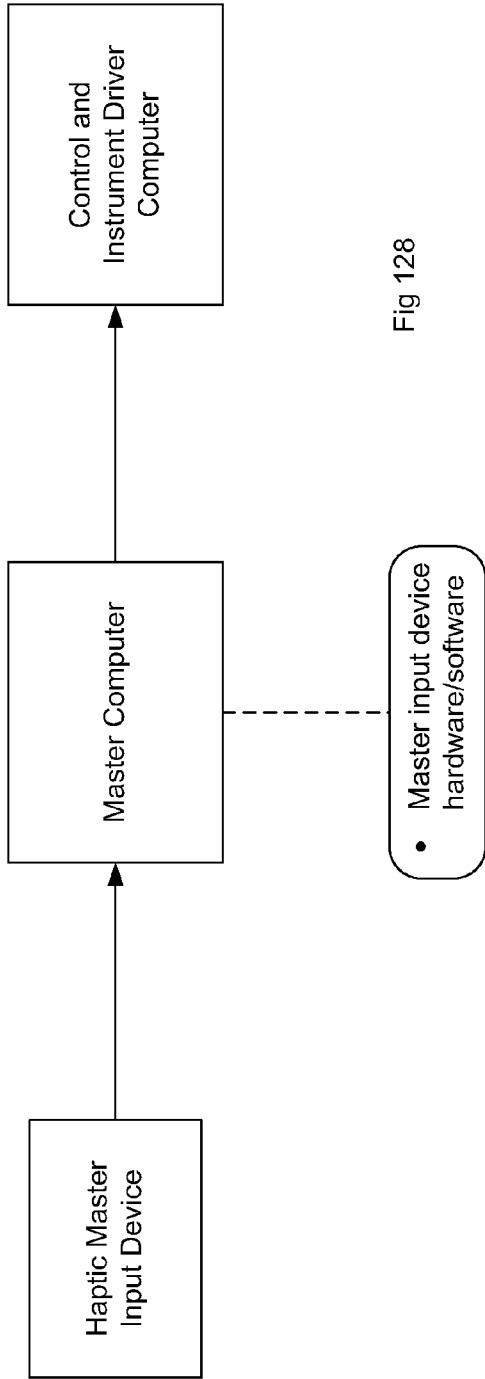 Haptic Master
Input Device
Master Computer
Control and
Instrument Driver
Computer
• Master input device
hardware/software
Fig 128